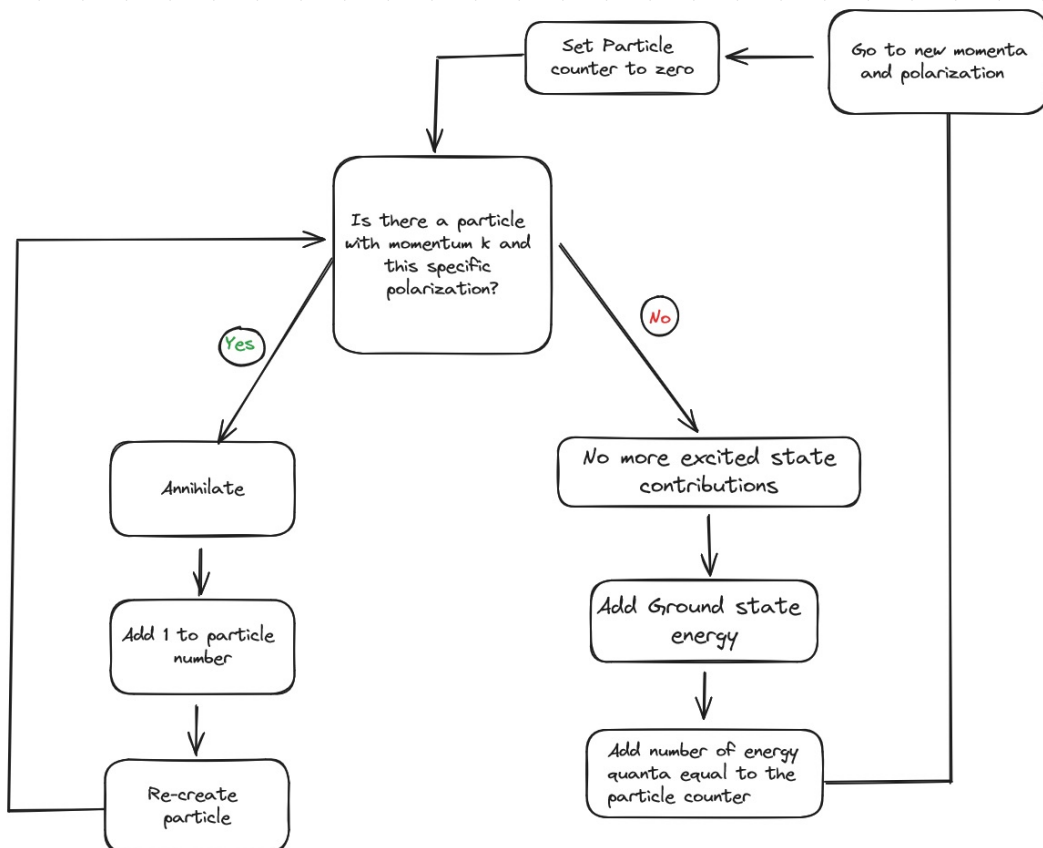 Set Particle
counter to zero
Go to new momenta
and polarization
Is there a particle
with momentum k and
this specific
polarization?
Yes
No
Annihilate
No more excited state
contributions
Add 1 to particle
number
Add Ground state
energy
Re-create
particle
Add number of energy
quanta equal to the
particle counter